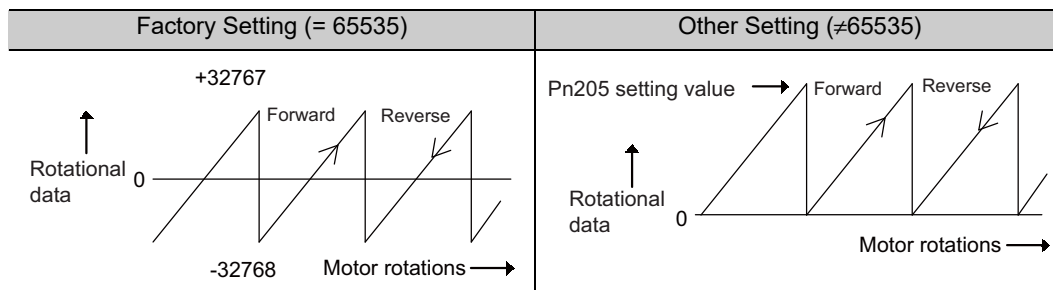 Factory Setting (= 65535)
+32767
Forward
Reverse
Rotational
data
0
-32768
Motor rotations
Other Setting (≠65535)
Pn205 setting value
Forward
Reverse
Rotational
data
0
Motor rotations